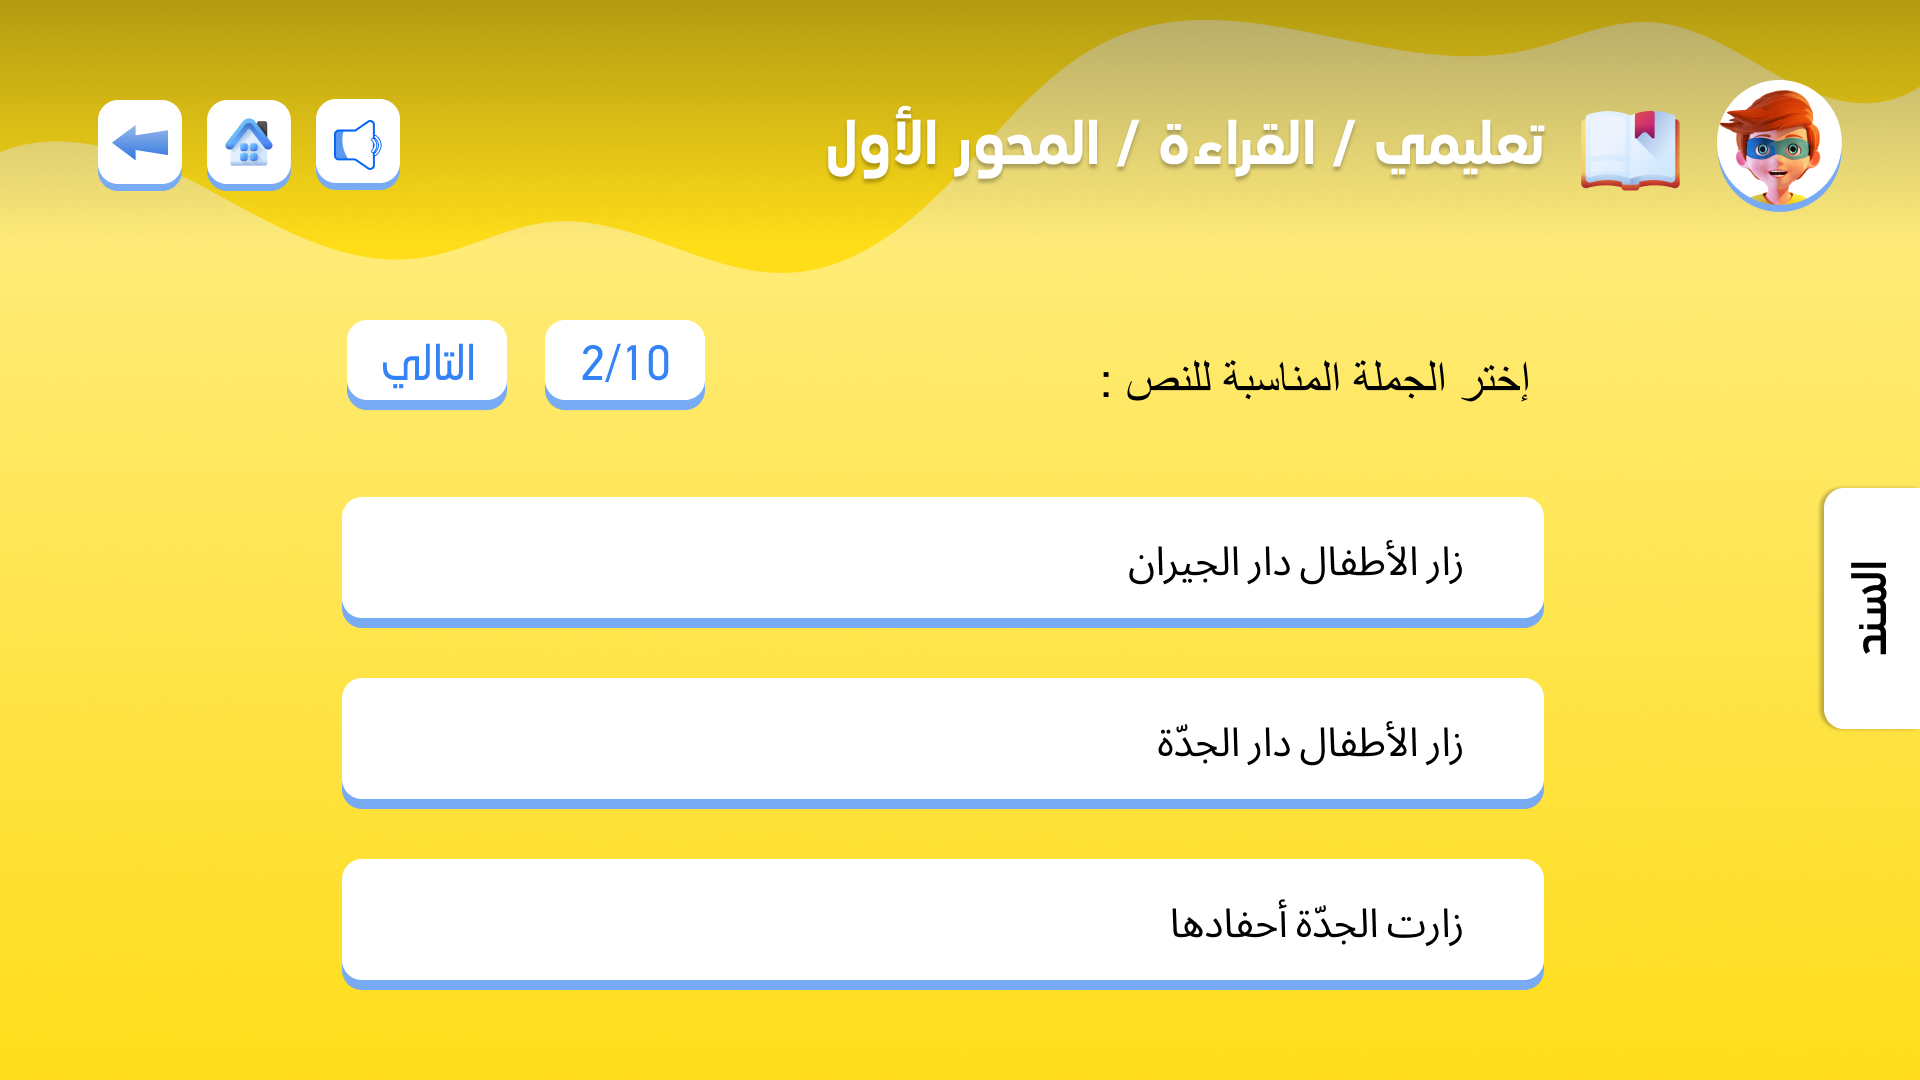 تعليمي / القراءة / المحور الأول
إختر الجملة المناسبة للنص :
2/10
التالي
زار الأطفال دار الجيران
زار الأطفال دار الجدّة
زارت الجدّة أحفادها
السند